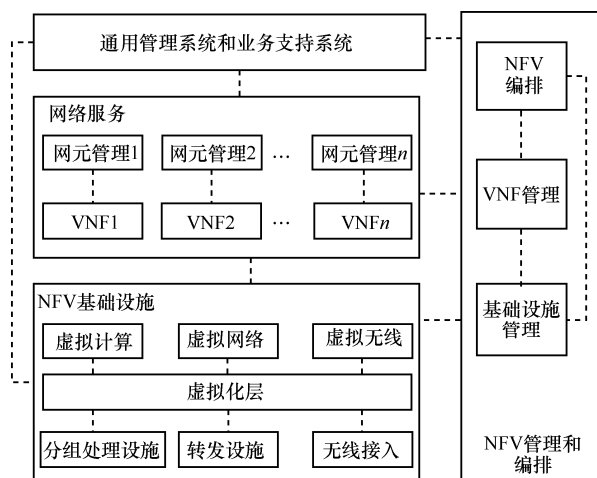 通用管理系统和业务支持系统
网络服务
网元管理1
网元管理2
…
网元管理n
VNF1
VNF2
…
VNFn
NFV基础设施
虚拟计算
虚拟网络
虚拟无线
虚拟化层
分组处理设施
转发设施
无线接入
NFV
编排
VNF管理
基础设施
管理
NFV管理和
编排